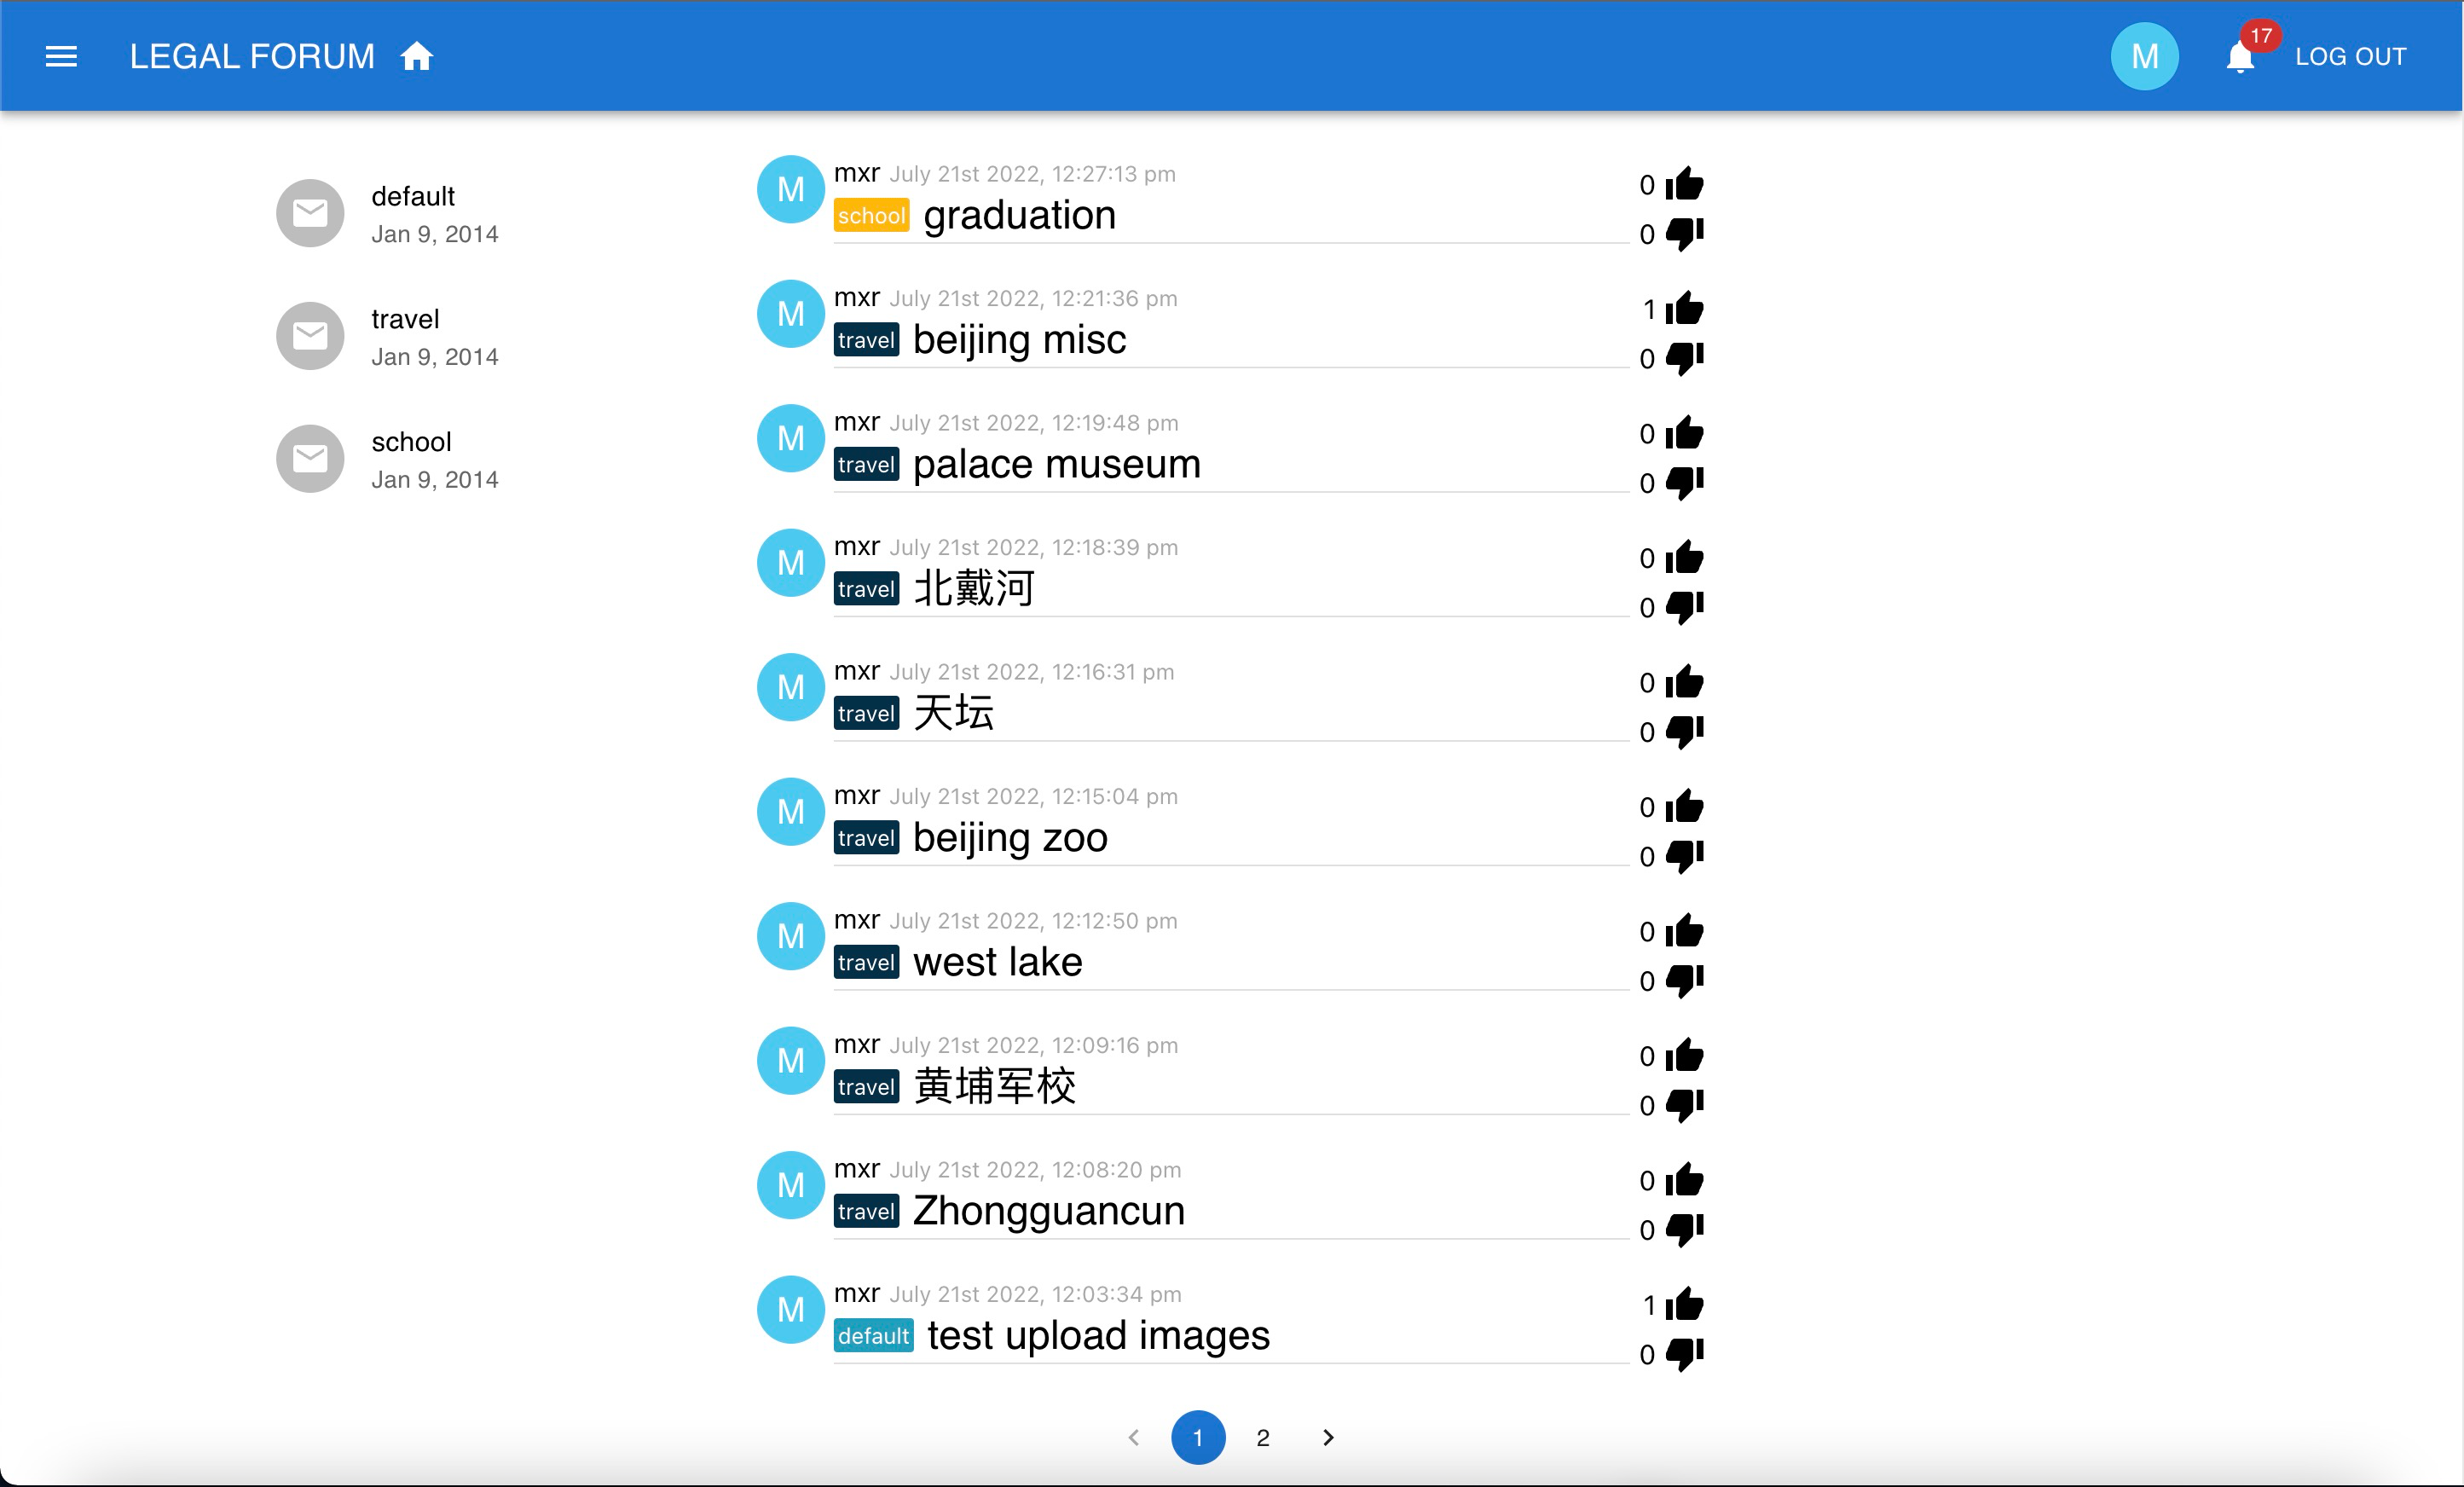 LEGAL FORUM
M
17
LOG OUT
default
Jan 9, 2014
travel
Jan 9, 2014
school
Jan 9, 2014
M
mxr July 21st 2022, 12:27:13 pm
school graduation
0
0
M
mxr July 21st 2022, 12:21:36 pm
travel beijing misc
1
0
M
mxr July 21st 2022, 12:19:48 pm
travel palace museum
0
0
M
mxr July 21st 2022, 12:18:39 pm
travel 北戴河
0
0
M
mxr July 21st 2022, 12:16:31 pm
travel 天坛
0
0
M
mxr July 21st 2022, 12:15:04 pm
travel beijing zoo
0
0
M
mxr July 21st 2022, 12:12:50 pm
travel west lake
0
0
M
mxr July 21st 2022, 12:09:16 pm
travel 黄埔军校
0
0
M
mxr July 21st 2022, 12:08:20 pm
travel Zhongguancun
0
0
M
mxr July 21st 2022, 12:03:34 pm
default test upload images
1
0
1 2